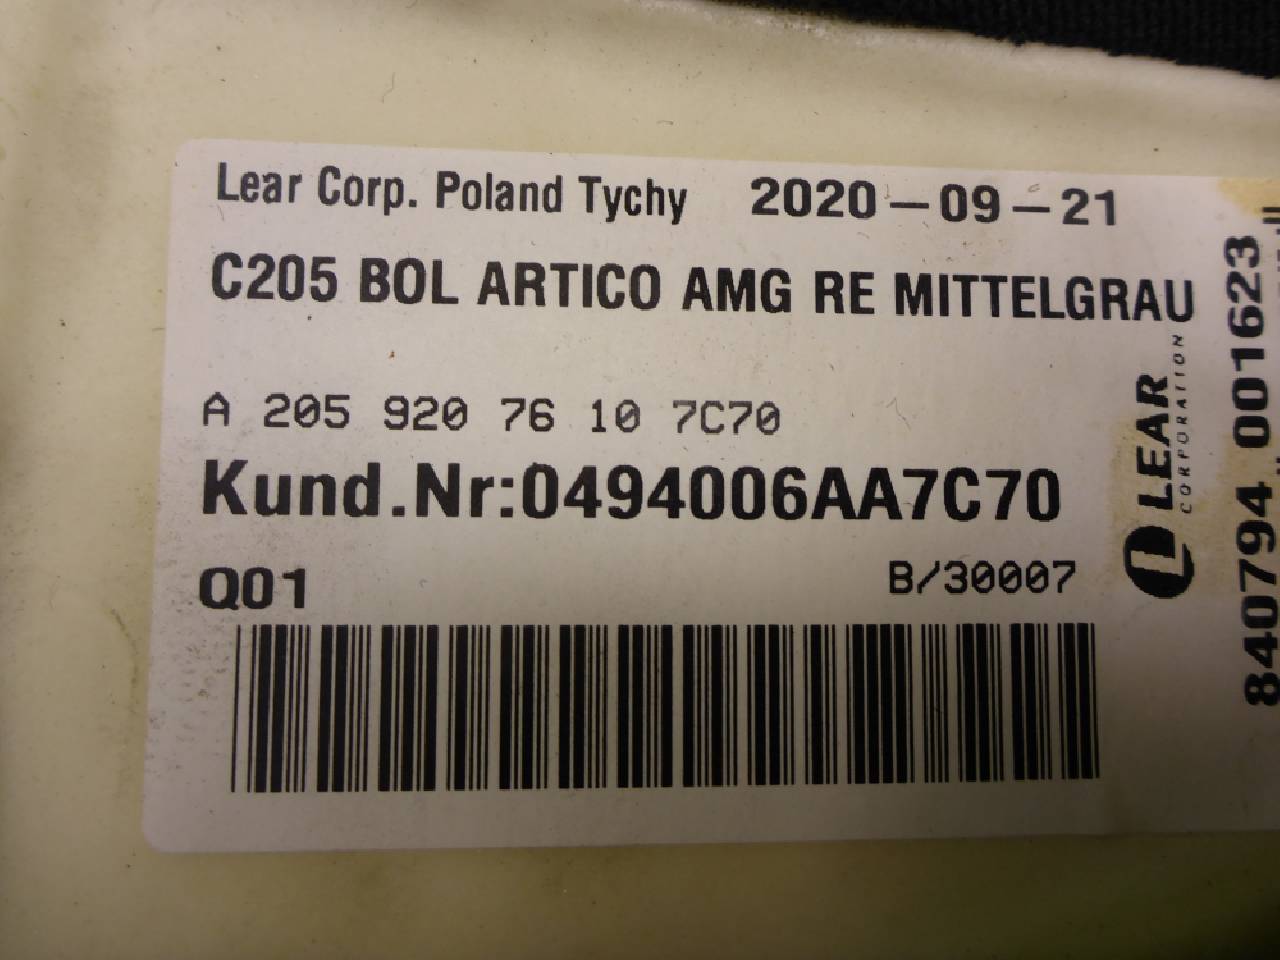 Lear Corp. Poland Tychy 2020-09-21
C205 BOL ARTICO AMG RE MITTELGRAU
A 205 920 76 10 7C70
Kund.Nr:0494006AA7C70
Q01 B/30007
LEAR
CORPORATION
840794 001623